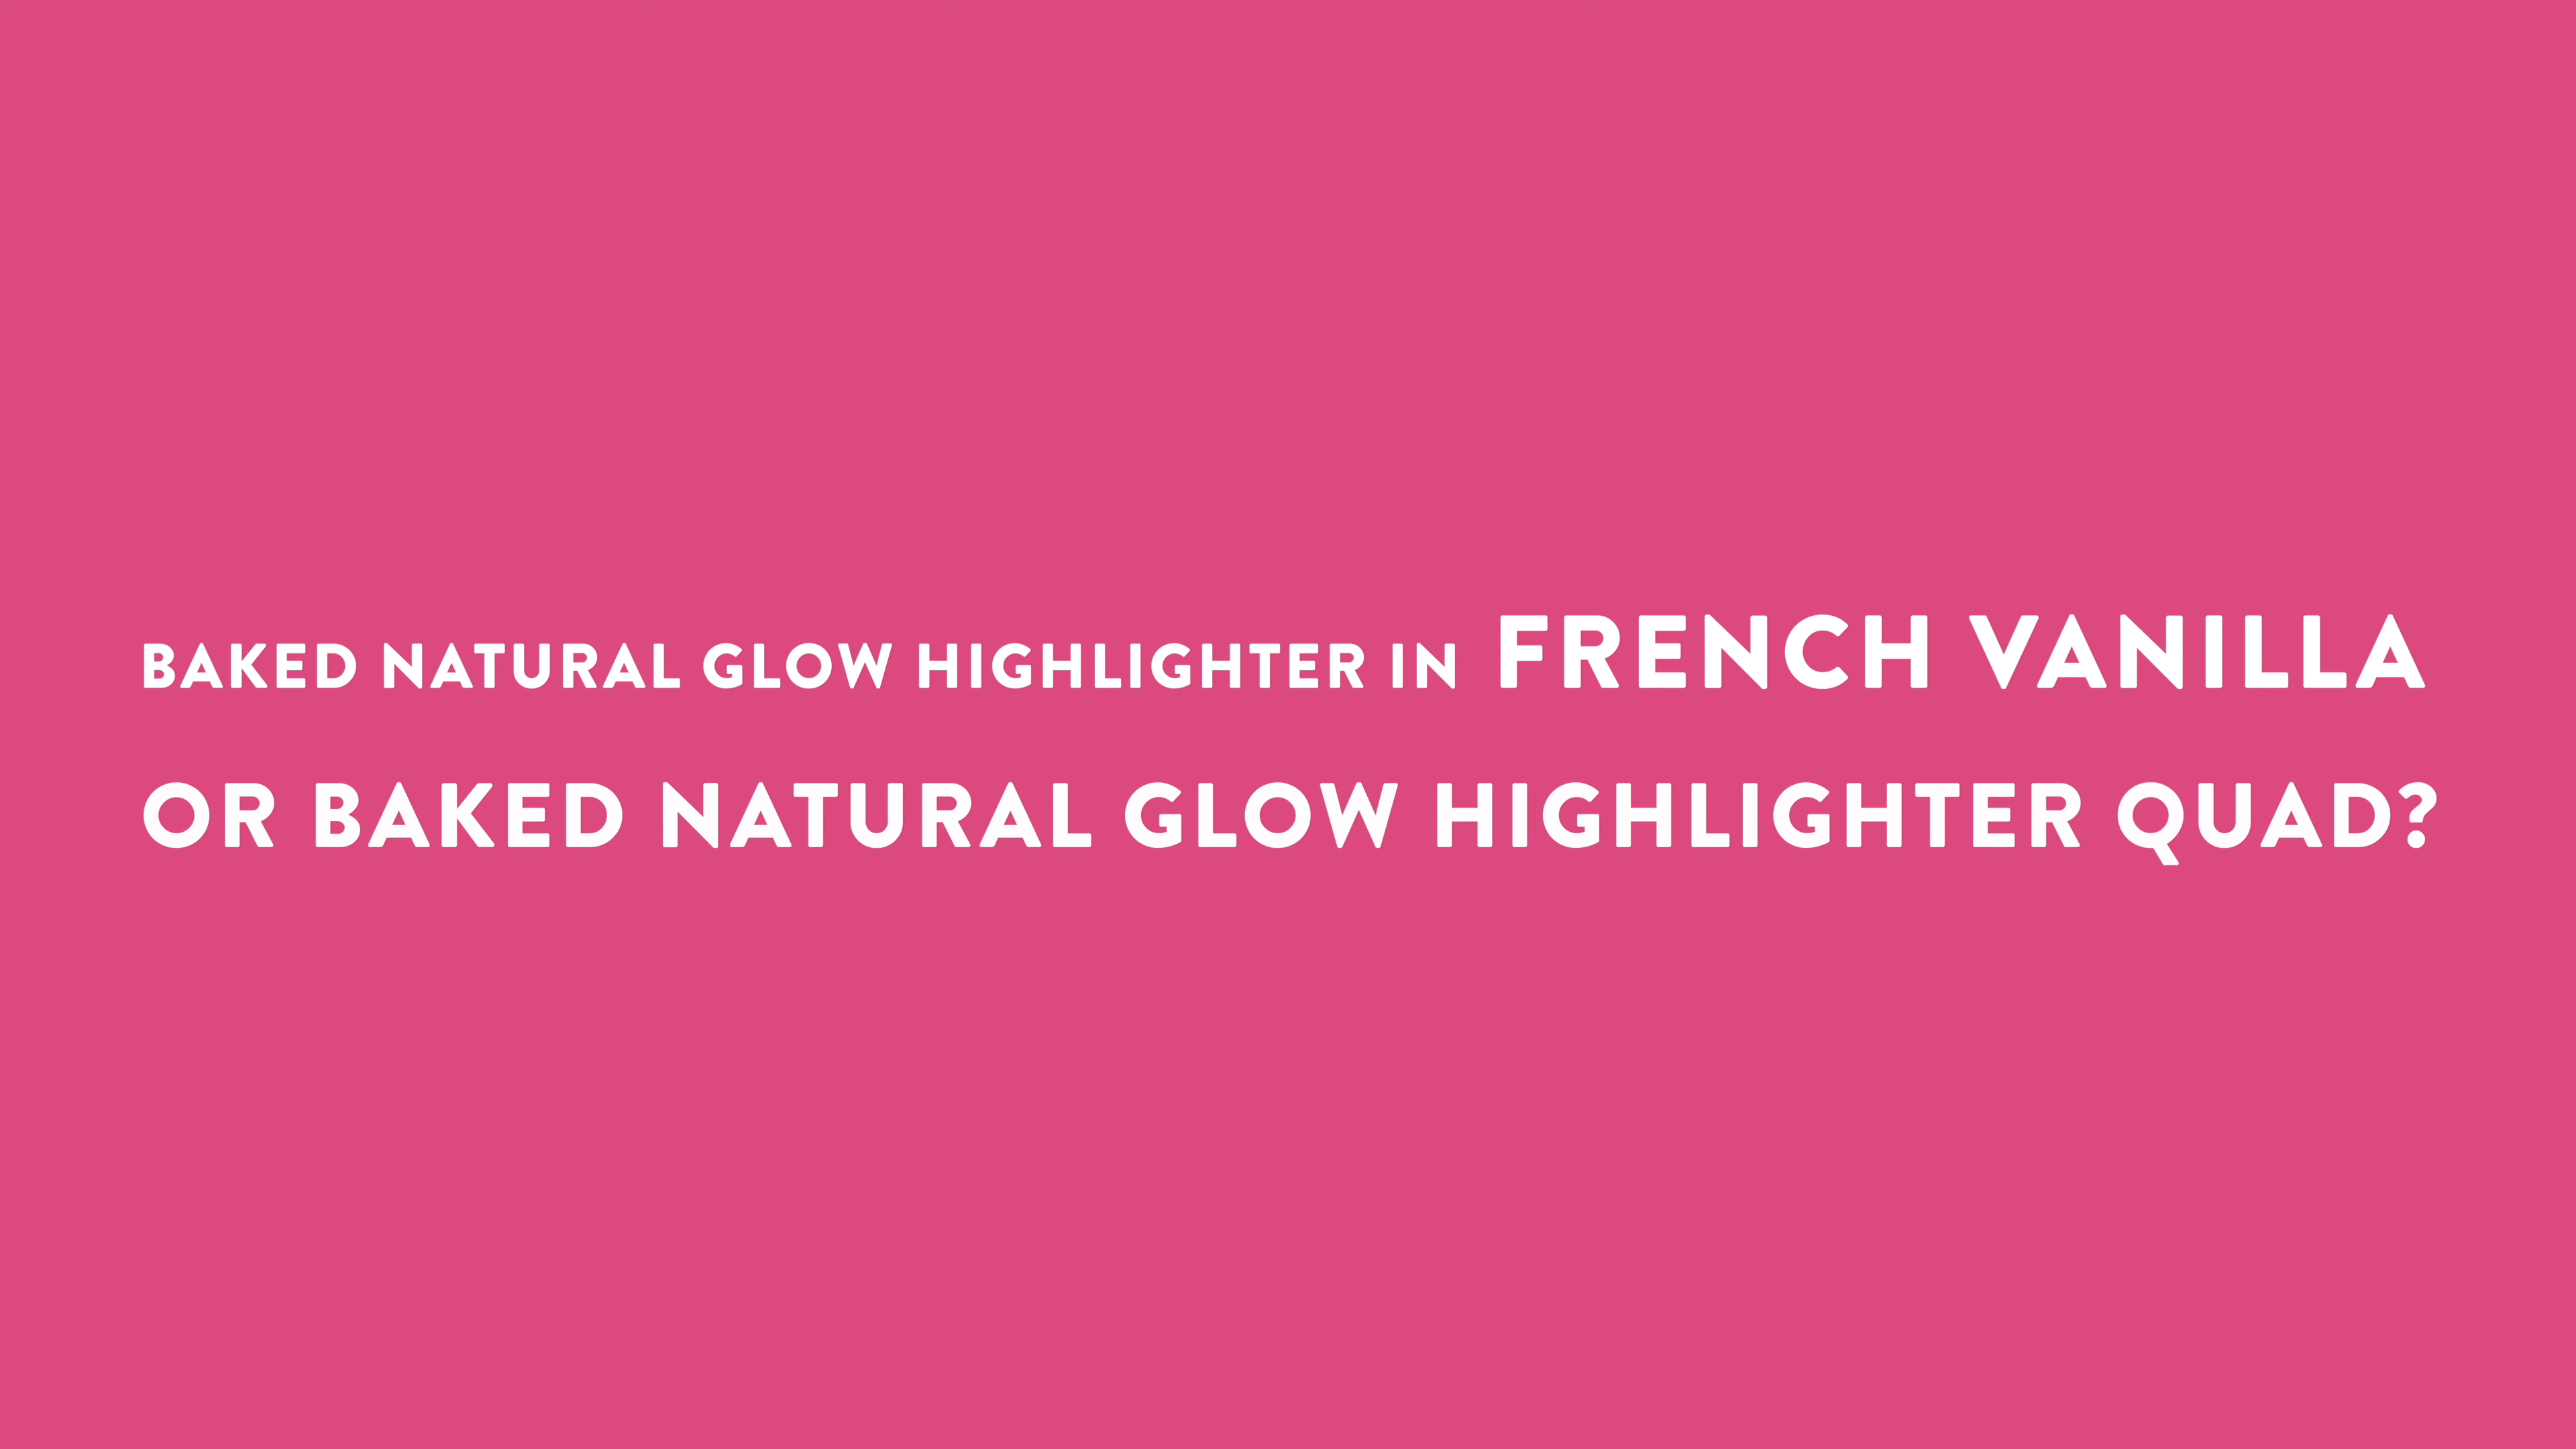 BAKED NATURAL GLOW HIGHLIGHTER IN FRENCH VANILLA
OR BAKED NATURAL GLOW HIGHLIGHTER QUAD?